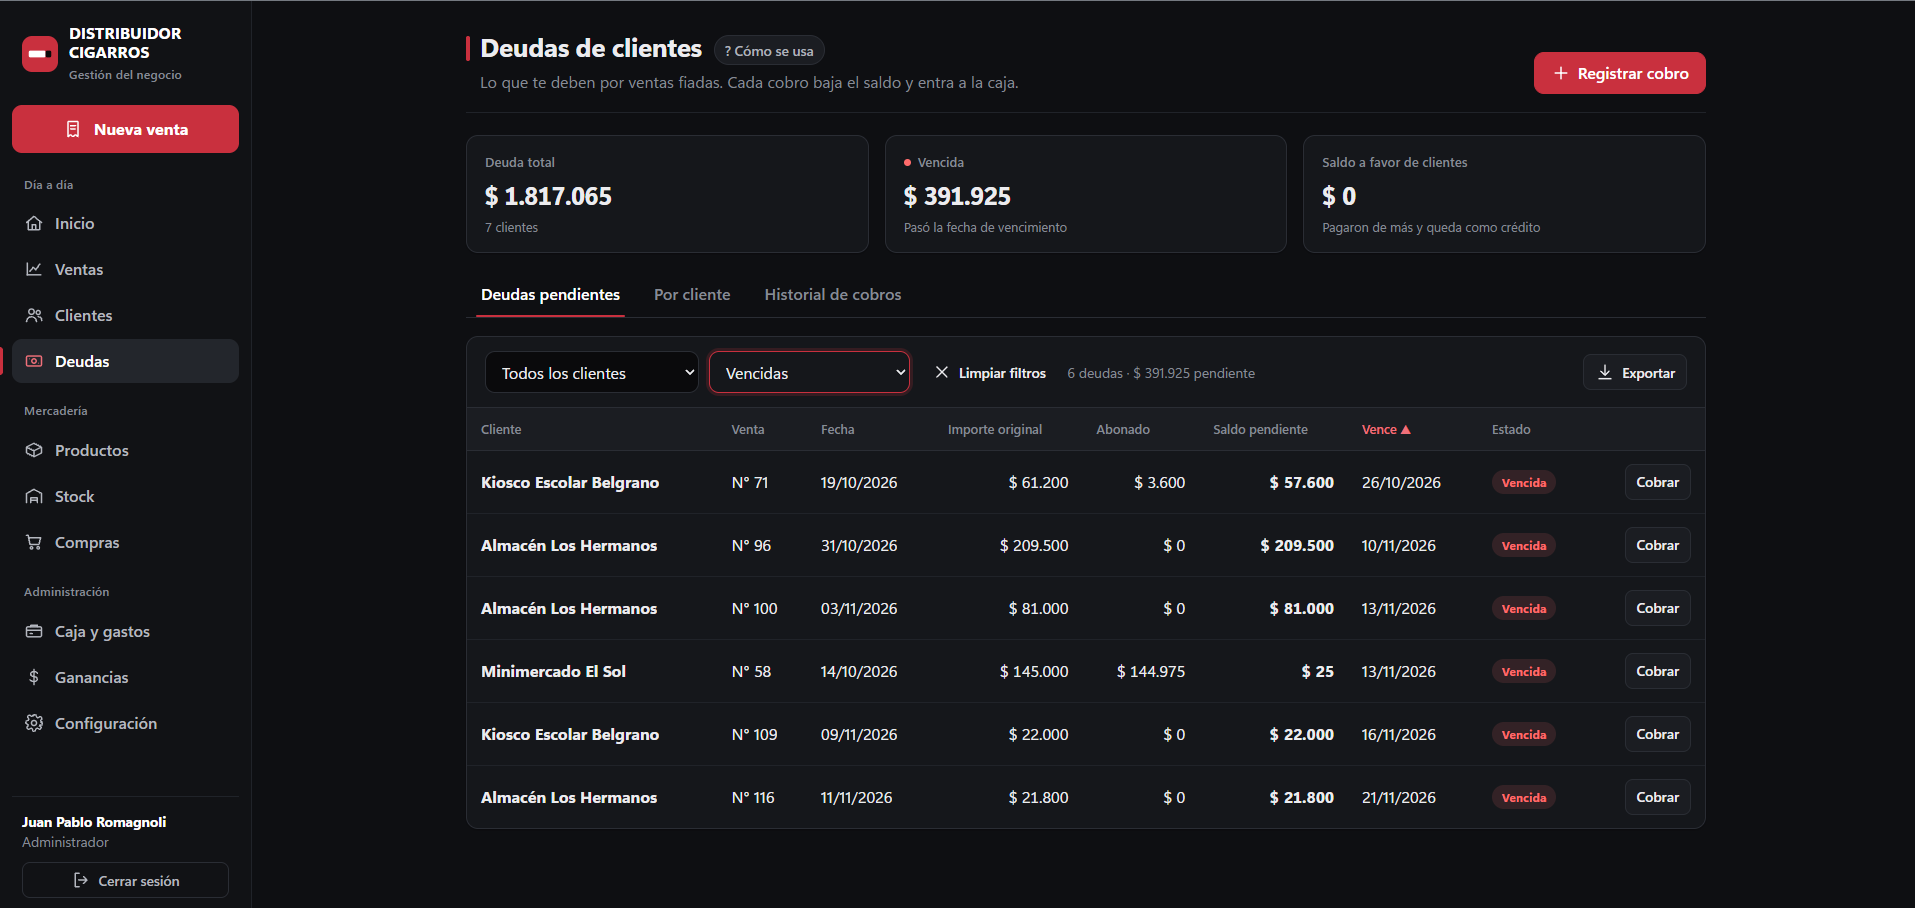 DISTRIBUIDOR
CIGARROS
Gestión del negocio
Nueva venta
Día a día
Inicio
Ventas
Clientes
Deudas
Mercadería
Productos
Stock
Compras
Administración
Caja y gastos
Ganancias
Configuración
Juan Pablo Romagnoli
Administrador
Cerrar sesión
Deudas de clientes ? Cómo se usa
Lo que te deben por ventas fiadas. Cada cobro baja el saldo y entra a la caja.
+ Registrar cobro
Deuda total
$ 1.817.065
7 clientes
Vencida
$ 391.925
Pasó la fecha de vencimiento
Saldo a favor de clientes
$ 0
Pagaron de más y queda como crédito
Deudas pendientes Por cliente Historial de cobros
Todos los clientes Vencidas Limpiar filtros 6 deudas · $ 391.925 pendiente Exportar
Cliente Venta Fecha Importe original Abonado Saldo pendiente Vence ▲ Estado
Kiosco Escolar Belgrano N° 71 19/10/2026 $ 61.200 $ 3.600 $ 57.600 26/10/2026 Vencida Cobrar
Almacén Los Hermanos N° 96 31/10/2026 $ 209.500 $ 0 $ 209.500 10/11/2026 Vencida Cobrar
Almacén Los Hermanos N° 100 03/11/2026 $ 81.000 $ 0 $ 81.000 13/11/2026 Vencida Cobrar
Minimercado El Sol N° 58 14/10/2026 $ 145.000 $ 144.975 $ 25 13/11/2026 Vencida Cobrar
Kiosco Escolar Belgrano N° 109 09/11/2026 $ 22.000 $ 0 $ 22.000 16/11/2026 Vencida Cobrar
Almacén Los Hermanos N° 116 11/11/2026 $ 21.800 $ 0 $ 21.800 21/11/2026 Vencida Cobrar